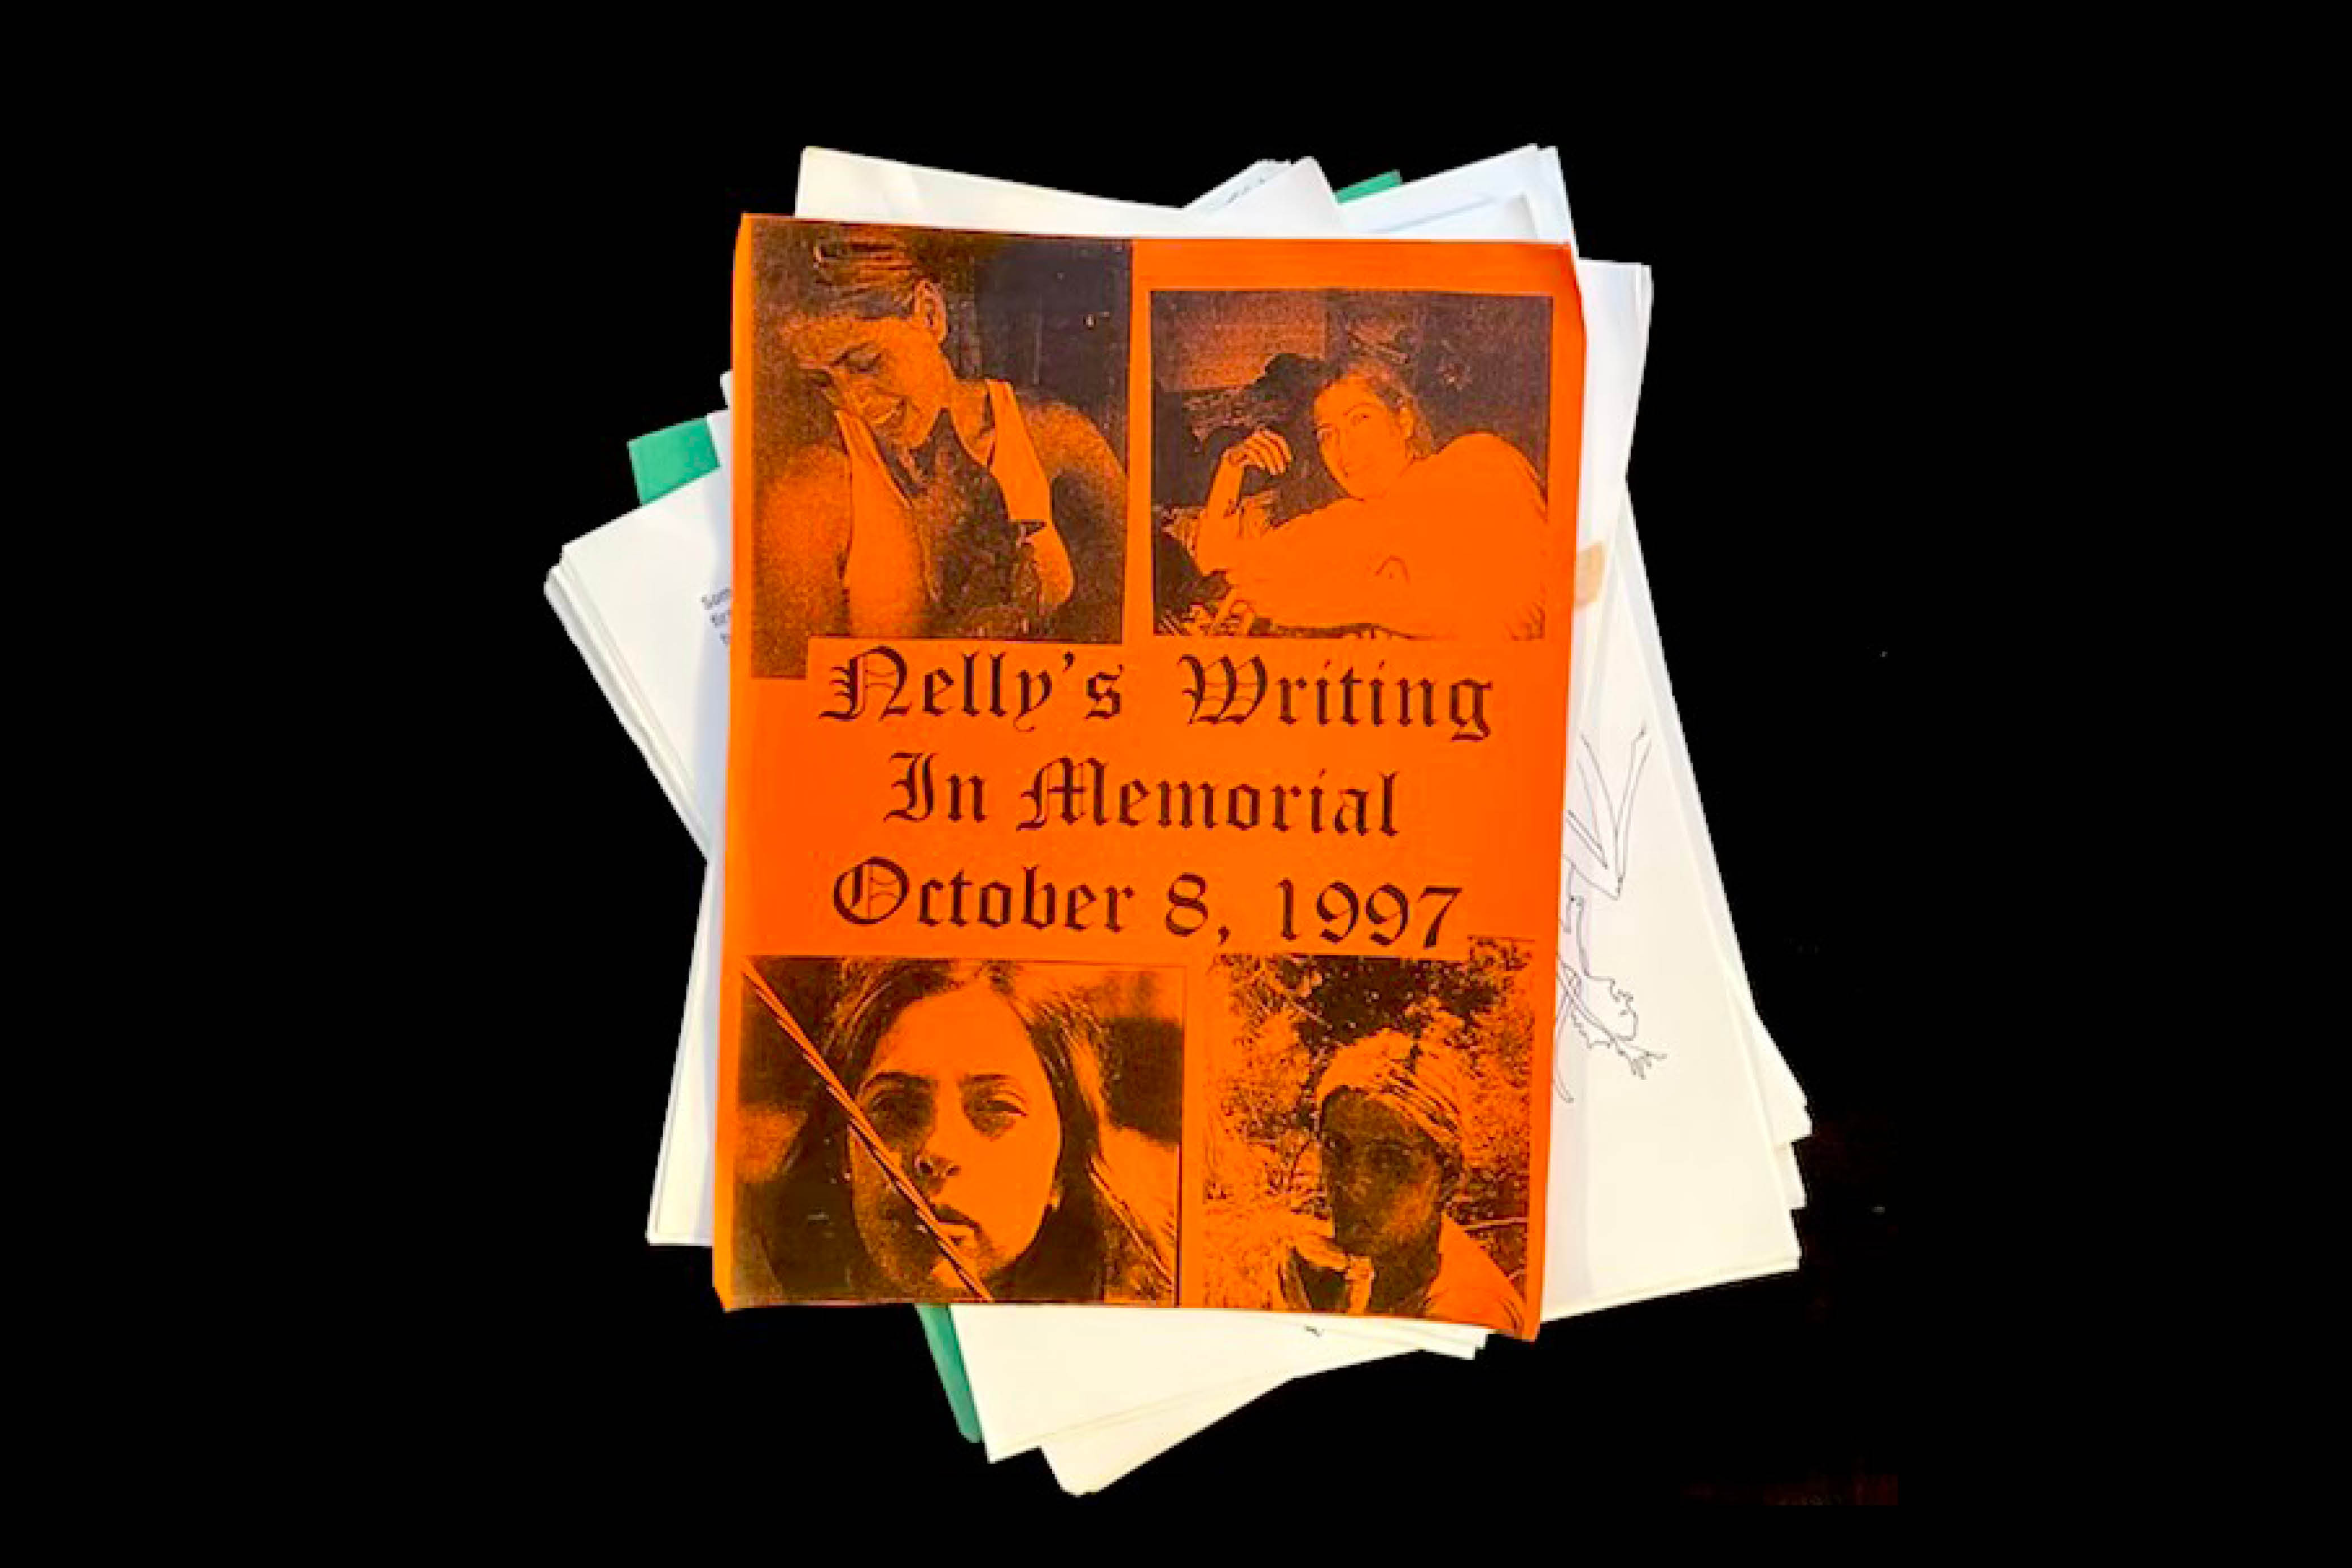 Nelly's Writing
In Memorial
October 8, 1997